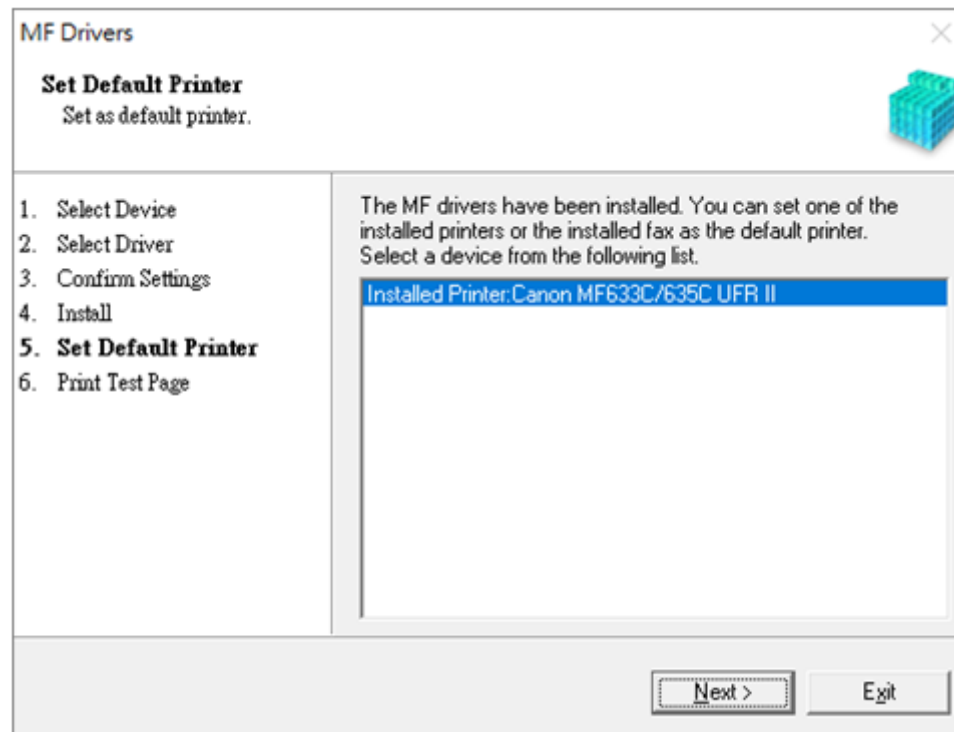 MF Drivers
Set Default Printer
Set as default printer.
1. Select Device
2. Select Driver
3. Confirm Settings
4. Install
5. Set Default Printer
6. Print Test Page
The MF drivers have been installed. You can set one of the
installed printers or the installed fax as the default printer.
Select a device from the following list.
Installed Printer:Canon MF633C/635C UFR II
Next >
Exit